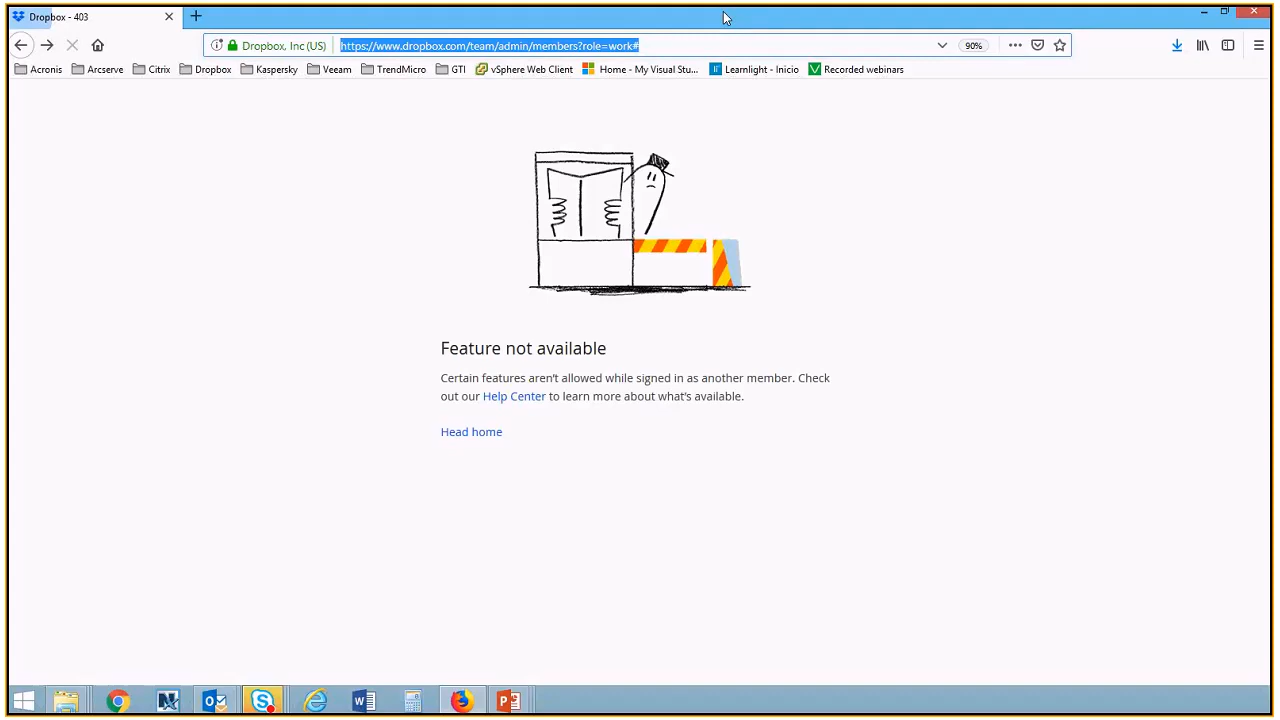 Dropbox - 403
Dropbox, Inc (US)
https://www.dropbox.com/team/admin/members?role=work#
90%
Acronis
Arcserve
Citrix
Dropbox
Kaspersky
Veeam
TrendMicro
GTI
vSphere Web Client
Home - My Visual Stu...
Learnlight - Inicio
Recorded webinars
Feature not available
Certain features aren't allowed while signed in as another member. Check
out our Help Center to learn more about what's available.
Head home